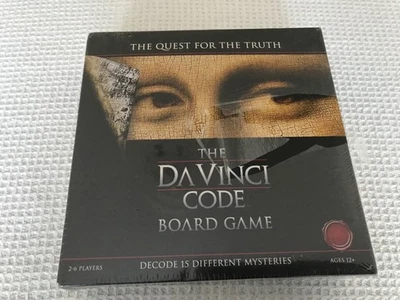 THE QUEST FOR THE TRUTH
THE
DA VINCI
CODE
BOARD GAME
2-6 PLAYERS
DECODE 15 DIFFERENT MYSTERIES
AGES 12+